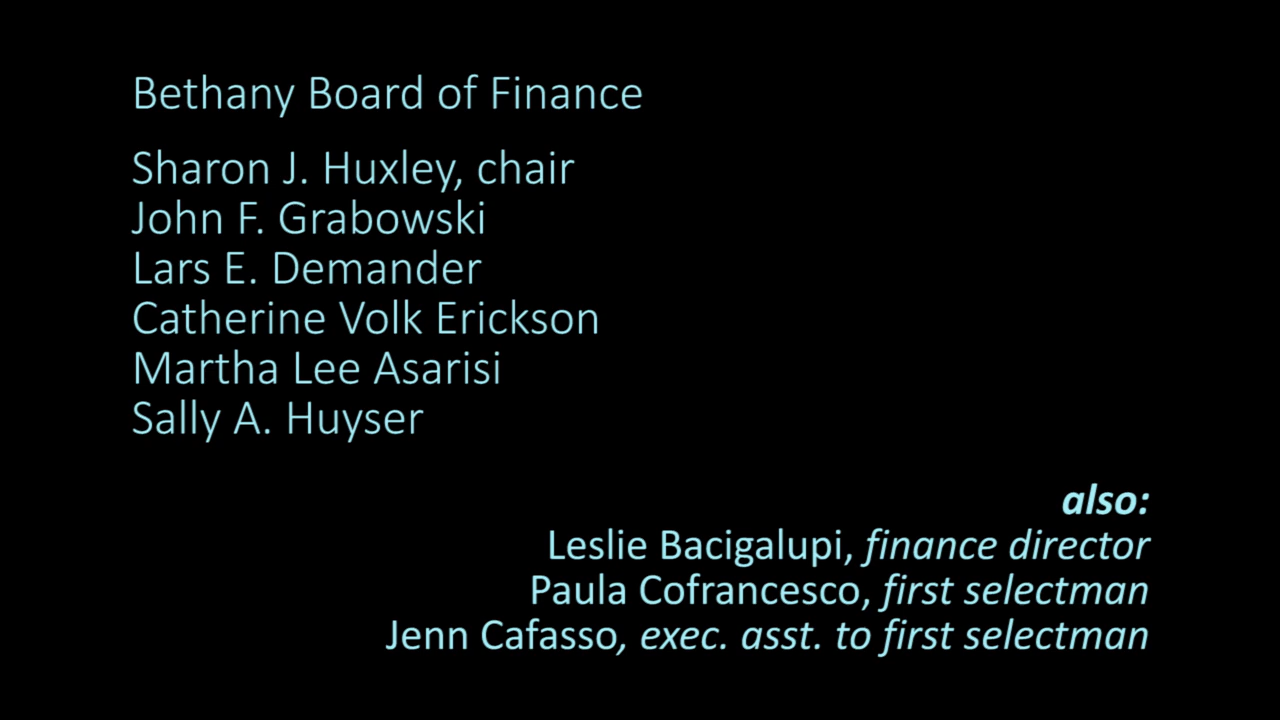 Bethany Board of Finance
Sharon J. Huxley, chair
John F. Grabowski
Lars E. Demander
Catherine Volk Erickson
Martha Lee Asarisi
Sally A. Huyser
also:
Leslie Bacigalupi, finance director
Paula Cofrancesco, first selectman
Jenn Cafasso, exec. asst. to first selectman